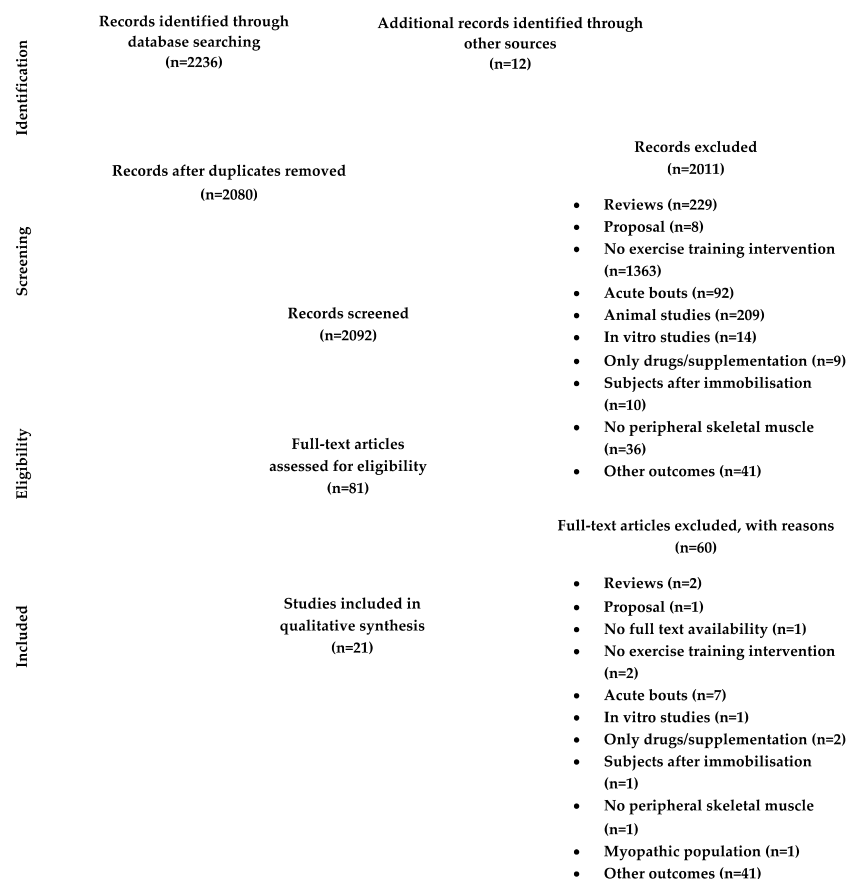 Identification
Records identified through
database searching
(n=2236)
Additional records identified through
other sources
(n=12)
Records after duplicates removed
(n=2080)
Records excluded
(n=2011)
• Reviews (n=229)
• Proposal (n=8)
• No exercise training intervention
(n=1363)
• Acute bouts (n=92)
• Animal studies (n=209)
• In vitro studies (n=14)
• Only drugs/supplementation (n=9)
• Subjects after immobilisation
(n=10)
• No peripheral skeletal muscle
(n=36)
• Other outcomes (n=41)
Screening
Records screened
(n=2092)
Eligibility
Full-text articles
assessed for eligibility
(n=81)
Full-text articles excluded, with reasons
(n=60)
• Reviews (n=2)
• Proposal (n=1)
• No full text availability (n=1)
• No exercise training intervention
(n=2)
• Acute bouts (n=7)
• In vitro studies (n=1)
• Only drugs/supplementation (n=2)
• Subjects after immobilisation
(n=1)
• No peripheral skeletal muscle
(n=1)
• Myopathic population (n=1)
• Other outcomes (n=41)
Included
Studies included in
qualitative synthesis
(n=21)